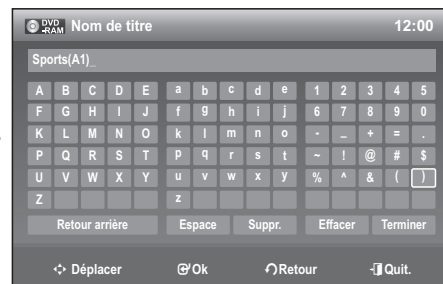 DVD-RAM Nom de titre 12:00
Sports(A1)_
A B C D E a b c d e 1 2 3 4 5
F G H I J f g h i j 6 7 8 9 0
K L M N O k l m n o - _ + = .
P Q R S T p q r s t ~ ! @ # $
U V W X Y u v w x y % ^ & ( )
Z z
Retour arrière Espace Suppr. Effacer Terminer
Déplacer Ok Retour Quit.